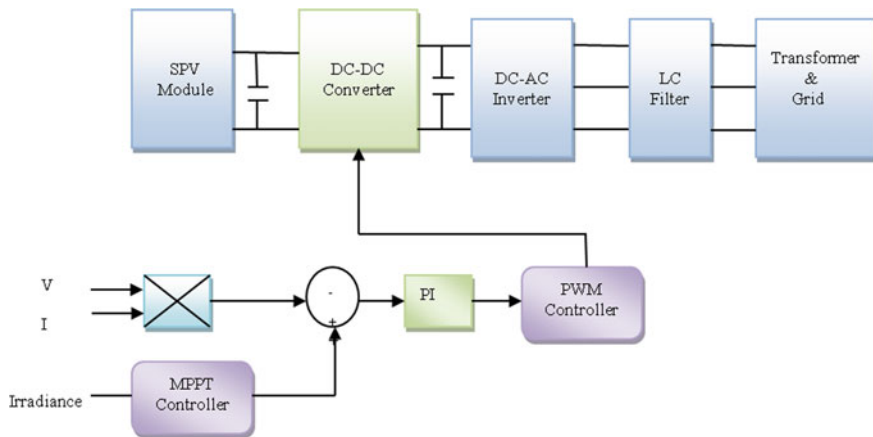 SPV
Module
DC-DC
Converter
DC-AC
Inverter
LC
Filter
Transformer
&
Grid
V
I
-
+
+
PI
PWM
Controller
MPPT
Controller
Irradiance